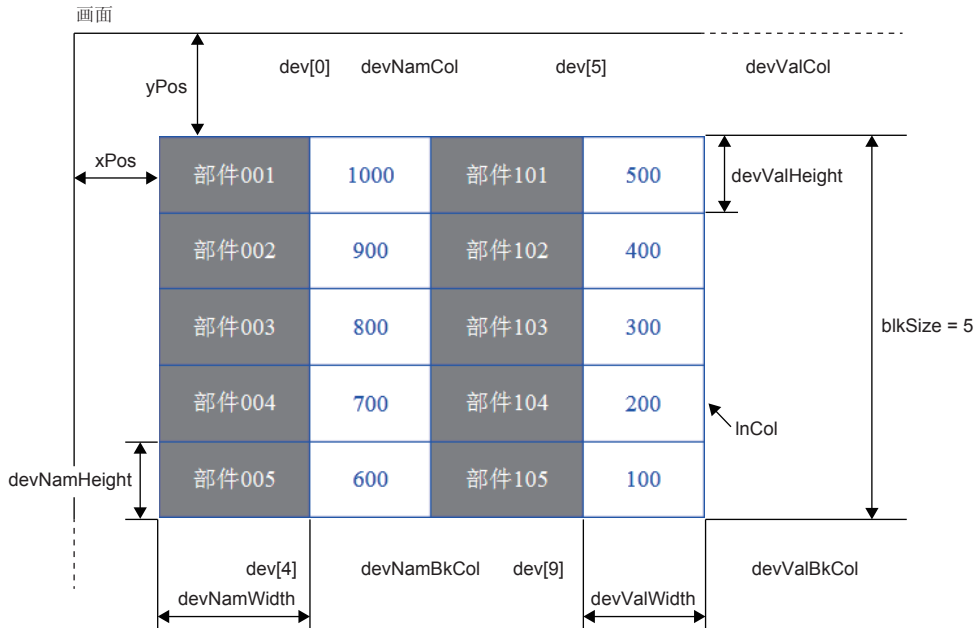 画面
dev[0] devNamCol dev[5] devValCol
yPos
xPos
部件001 1000 部件101 500
devValHeight
部件002 900 部件102 400
部件003 800 部件103 300
blkSize = 5
部件004 700 部件104 200
lnCol
devNamHeight
部件005 600 部件105 100
dev[4] devNamBkCol dev[9] devValBkCol
devNamWidth devValWidth